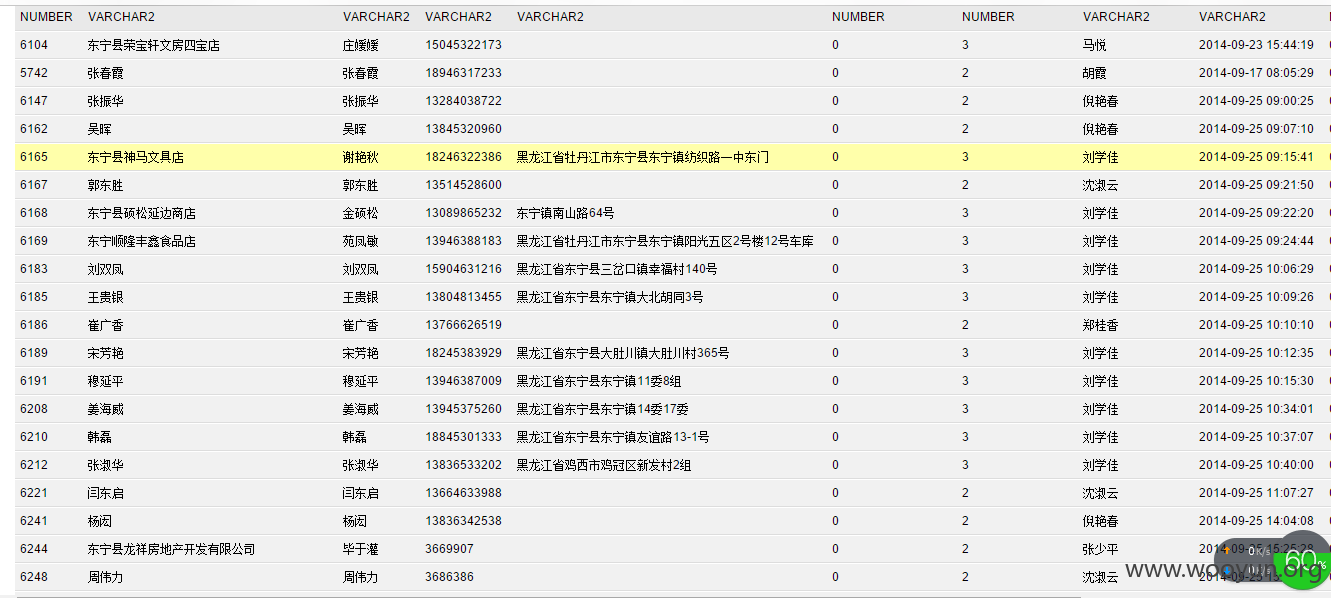 NUMBER VARCHAR2 VARCHAR2 VARCHAR2 VARCHAR2 NUMBER NUMBER VARCHAR2 VARCHAR2
6104 东宁县荣宝轩文房四宝店 庄媛媛 15045322173 0 3 马悦 2014-09-23 15:44:19
5742 张春霞 张春霞 18946317233 0 2 胡霞 2014-09-17 08:05:29
6147 张振华 张振华 13284038722 0 2 倪艳春 2014-09-25 09:00:25
6162 吴晖 吴晖 13845320960 0 2 倪艳春 2014-09-25 09:07:10
6165 东宁县神马文具店 谢艳秋 18246322386 黑龙江省牡丹江市东宁县东宁镇纺织路一中东门 0 3 刘学佳 2014-09-25 09:15:41
6167 郭东胜 郭东胜 13514528600 0 2 沈淑云 2014-09-25 09:21:50
6168 东宁县硕松延边商店 金硕松 13089865232 东宁镇南山路64号 0 3 刘学佳 2014-09-25 09:22:20
6169 东宁顺隆丰鑫食品店 苑凤敏 13946388183 黑龙江省牡丹江市东宁县东宁镇阳光五区2号楼12号车库 0 3 刘学佳 2014-09-25 09:24:44
6183 刘双凤 刘双凤 15904631216 黑龙江省东宁县三岔口镇幸福村140号 0 3 刘学佳 2014-09-25 10:06:29
6185 王贵银 王贵银 13804813455 黑龙江省东宁县东宁镇大北胡同3号 0 3 刘学佳 2014-09-25 10:09:26
6186 崔广香 崔广香 13766626519 0 2 郑桂香 2014-09-25 10:10:10
6189 宋芳艳 宋芳艳 18245383929 黑龙江省东宁县大肚川镇大肚川村365号 0 3 刘学佳 2014-09-25 10:12:35
6191 穆延平 穆延平 13946387009 黑龙江省东宁县东宁镇11委8组 0 3 刘学佳 2014-09-25 10:15:30
6208 姜海威 姜海威 13945375260 黑龙江省东宁县东宁镇14委17委 0 3 刘学佳 2014-09-25 10:34:01
6210 韩磊 韩磊 18845301333 黑龙江省东宁县东宁镇友谊路13-1号 0 3 刘学佳 2014-09-25 10:37:07
6212 张淑华 张淑华 13836533202 黑龙江省鸡西市鸡冠区新发村2组 0 3 刘学佳 2014-09-25 10:40:00
6221 闫东启 闫东启 13664633988 0 2 沈淑云 2014-09-25 11:07:27
6241 杨闳 杨闳 13836342538 0 2 倪艳春 2014-09-25 14:04:08
6244 东宁县龙祥房地产开发有限公司 毕于灌 3669907 0 2 张少平 2014-09-25 15:25:28
6248 周伟力 周伟力 3686386 0 2 沈淑云 2014-09-25
0K/s
0K/s
60%
www.wooyun.org